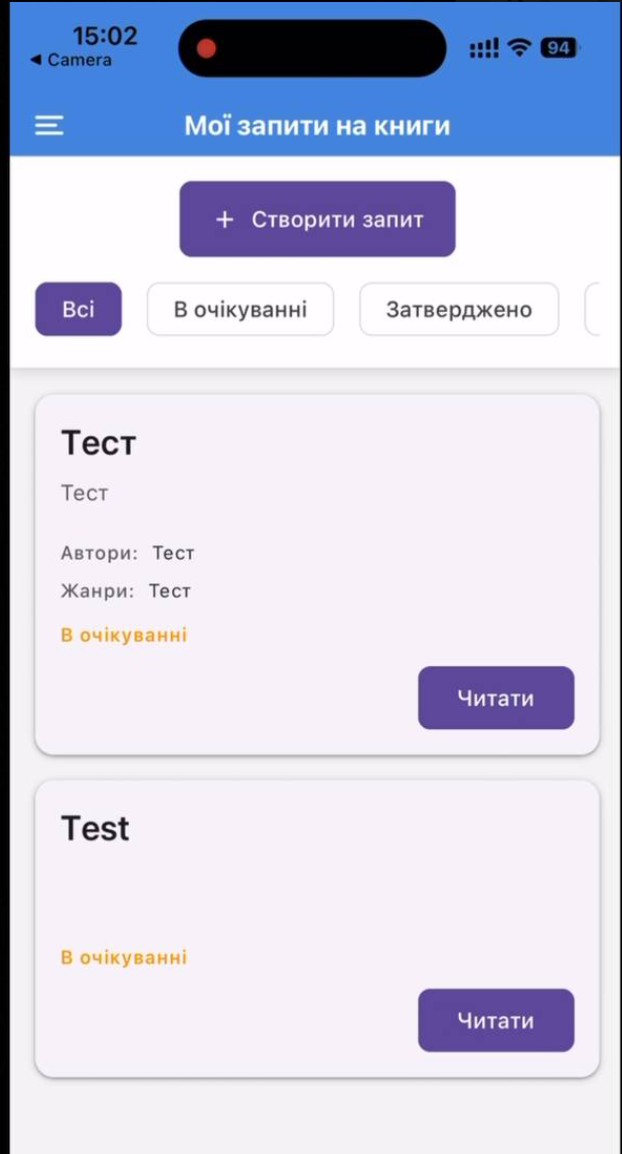 15:02
◀ Camera
94
Мої запити на книги
+ Створити запит
Всі
В очікуванні
Затверджено
Тест
Тест
Автори: Тест
Жанри: Тест
В очікуванні
Читати
Test
В очікуванні
Читати